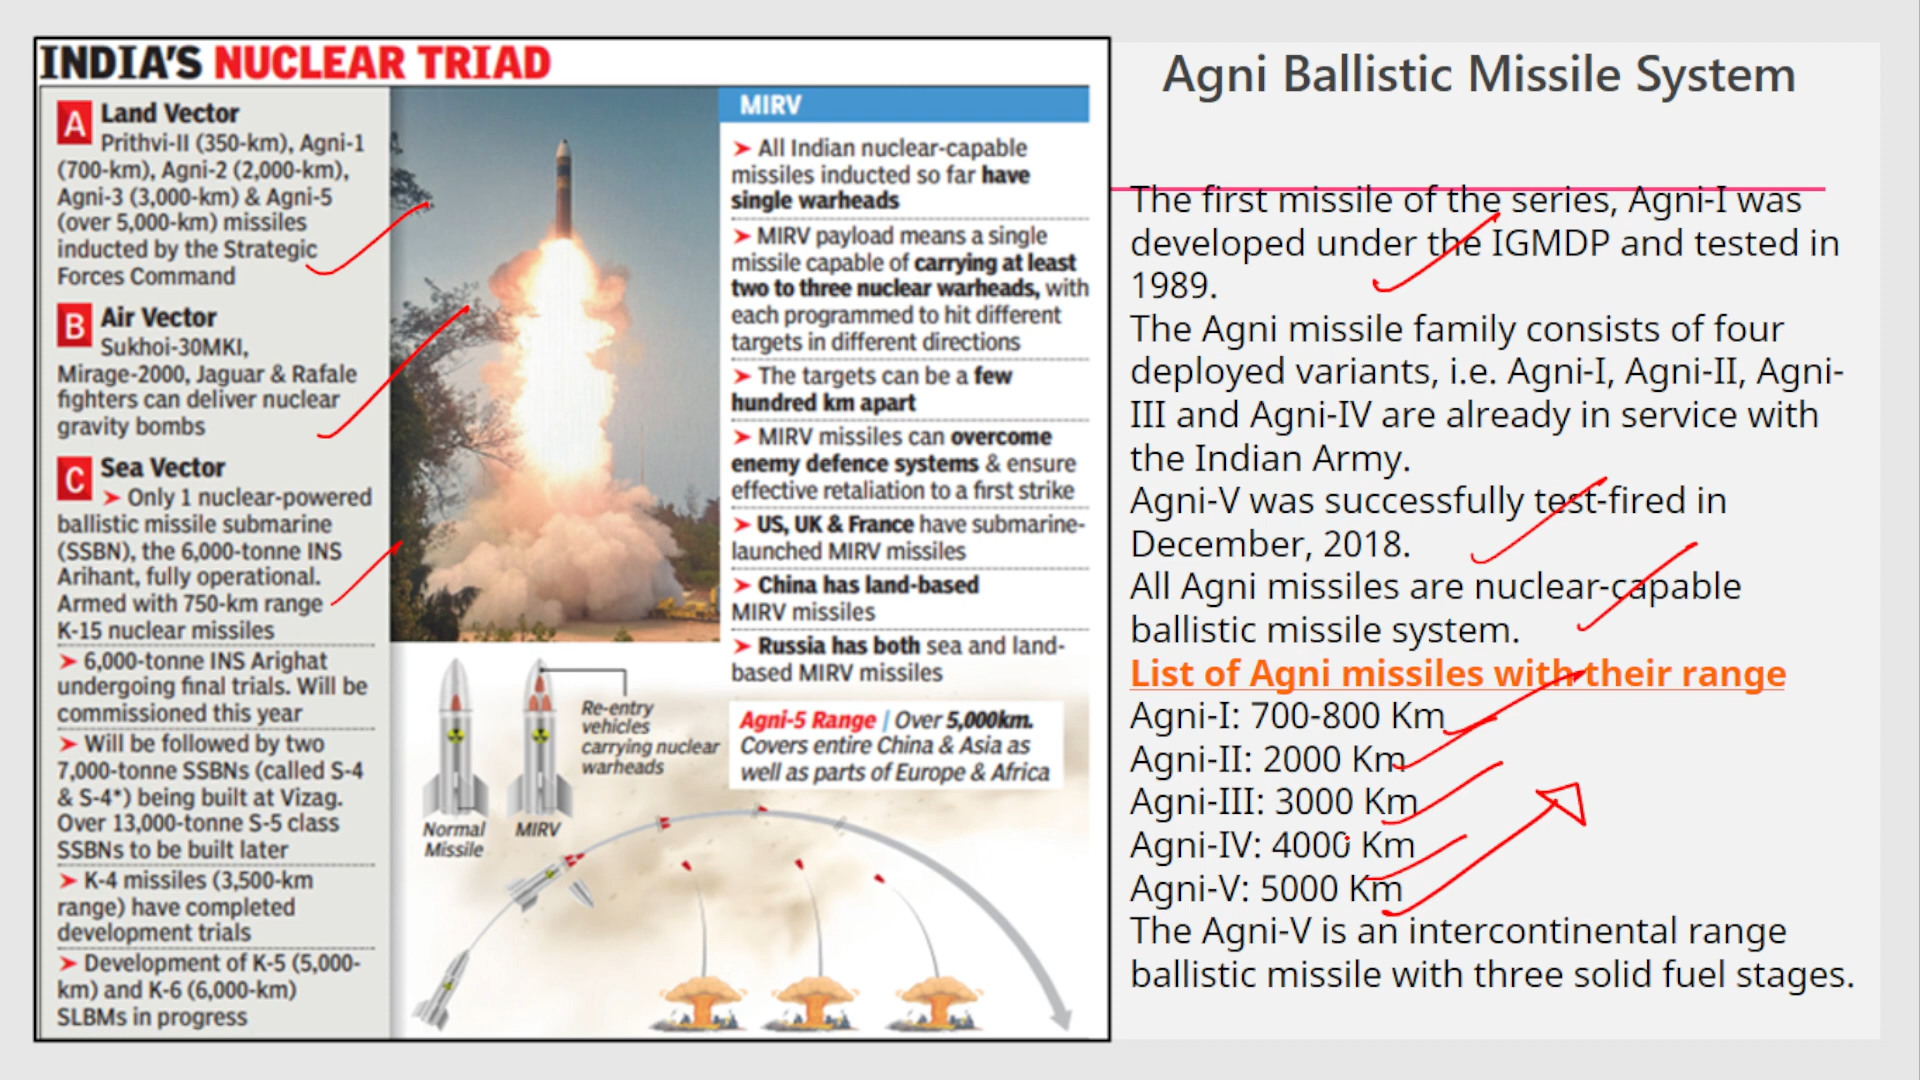 INDIA'S NUCLEAR TRIAD
A Land Vector
Prithvi-II (350-km), Agni-1
(700-km), Agni-2 (2,000-km),
Agni-3 (3,000-km) & Agni-5
(over 5,000-km) missiles
inducted by the Strategic
Forces Command
B Air Vector
Sukhoi-30MKI,
Mirage-2000, Jaguar & Rafale
fighters can deliver nuclear
gravity bombs
C Sea Vector
➤ Only 1 nuclear-powered
ballistic missile submarine
(SSBN), the 6,000-tonne INS
Arihant, fully operational.
Armed with 750-km range
K-15 nuclear missiles
➤ 6,000-tonne INS Arighat
undergoing final trials. Will be
commissioned this year
➤ Will be followed by two
7,000-tonne SSBNs (called S-4
& S-4*) being built at Vizag.
Over 13,000-tonne S-5 class
SSBNs to be built later
➤ K-4 missiles (3,500-km
range) have completed
development trials
➤ Development of K-5 (5,000-
km) and K-6 (6,000-km)
SLBMs in progress
MIRV
➤ All Indian nuclear-capable
missiles inducted so far have
single warheads
➤ MIRV payload means a single
missile capable of carrying at least
two to three nuclear warheads, with
each programmed to hit different
targets in different directions
➤ The targets can be a few
hundred km apart
➤ MIRV missiles can overcome
enemy defence systems & ensure
effective retaliation to a first strike
➤ US, UK & France have submarine-
launched MIRV missiles
➤ China has land-based
MIRV missiles
➤ Russia has both sea and land-
based MIRV missiles
Agni-5 Range | Over 5,000km.
Covers entire China & Asia as
well as parts of Europe & Africa
Re-entry
vehicles
carrying nuclear
warheads
Normal
Missile
MIRV
Agni Ballistic Missile System
The first missile of the series, Agni-I was
developed under the IGMDP and tested in
1989.
The Agni missile family consists of four
deployed variants, i.e. Agni-I, Agni-II, Agni-
III and Agni-IV are already in service with
the Indian Army.
Agni-V was successfully test-fired in
December, 2018.
All Agni missiles are nuclear-capable
ballistic missile system.
List of Agni missiles with their range
Agni-I: 700-800 Km
Agni-II: 2000 Km
Agni-III: 3000 Km
Agni-IV: 4000 Km
Agni-V: 5000 Km
The Agni-V is an intercontinental range
ballistic missile with three solid fuel stages.